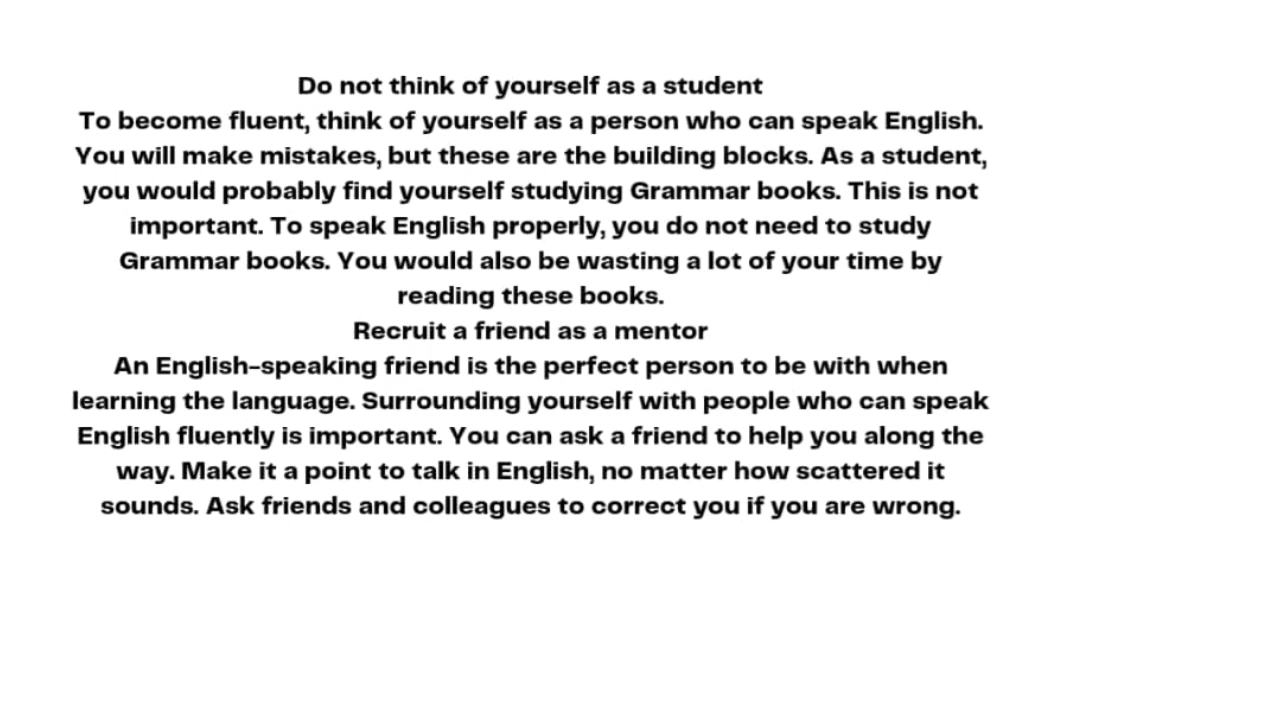 Do not think of yourself as a student
To become fluent, think of yourself as a person who can speak English.
You will make mistakes, but these are the building blocks. As a student,
you would probably find yourself studying Grammar books. This is not
important. To speak English properly, you do not need to study
Grammar books. You would also be wasting a lot of your time by
reading these books.
Recruit a friend as a mentor
An English-speaking friend is the perfect person to be with when
learning the language. Surrounding yourself with people who can speak
English fluently is important. You can ask a friend to help you along the
way. Make it a point to talk in English, no matter how scattered it
sounds. Ask friends and colleagues to correct you if you are wrong.